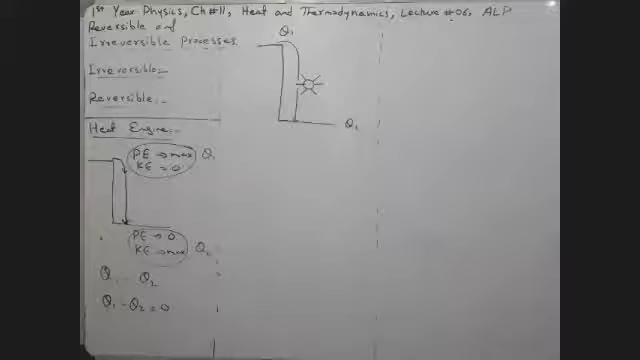 1st Year Physics, Ch #11, Heat and Thermodynamics, Lecture #06, ALP
Reversible and
Irreversible Processes
Irreversible:-
Reversible:-
Heat Engine:-
PE → max Q1
KE = 0
PE → 0
KE → max Q2
Q1 - Q2
Q1 - Q2 = 0
Q1
Q2